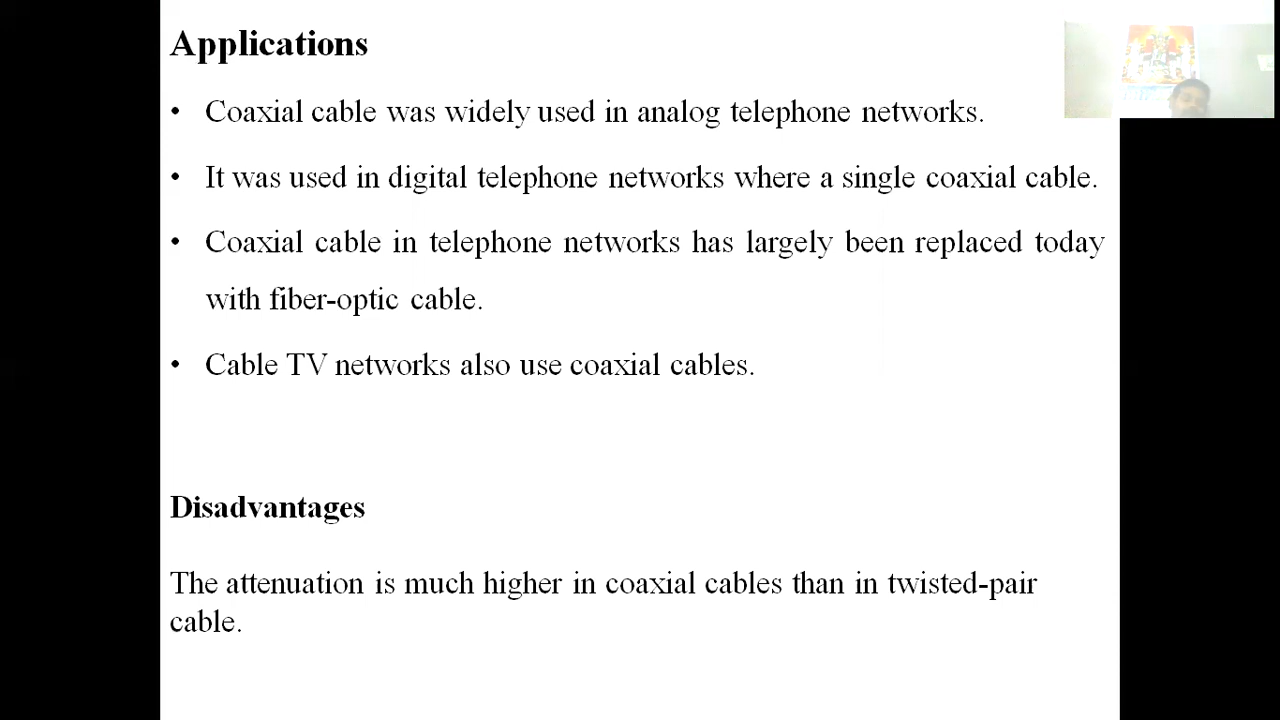 Applications
• Coaxial cable was widely used in analog telephone networks.
• It was used in digital telephone networks where a single coaxial cable.
• Coaxial cable in telephone networks has largely been replaced today
with fiber-optic cable.
• Cable TV networks also use coaxial cables.
Disadvantages
The attenuation is much higher in coaxial cables than in twisted-pair
cable.